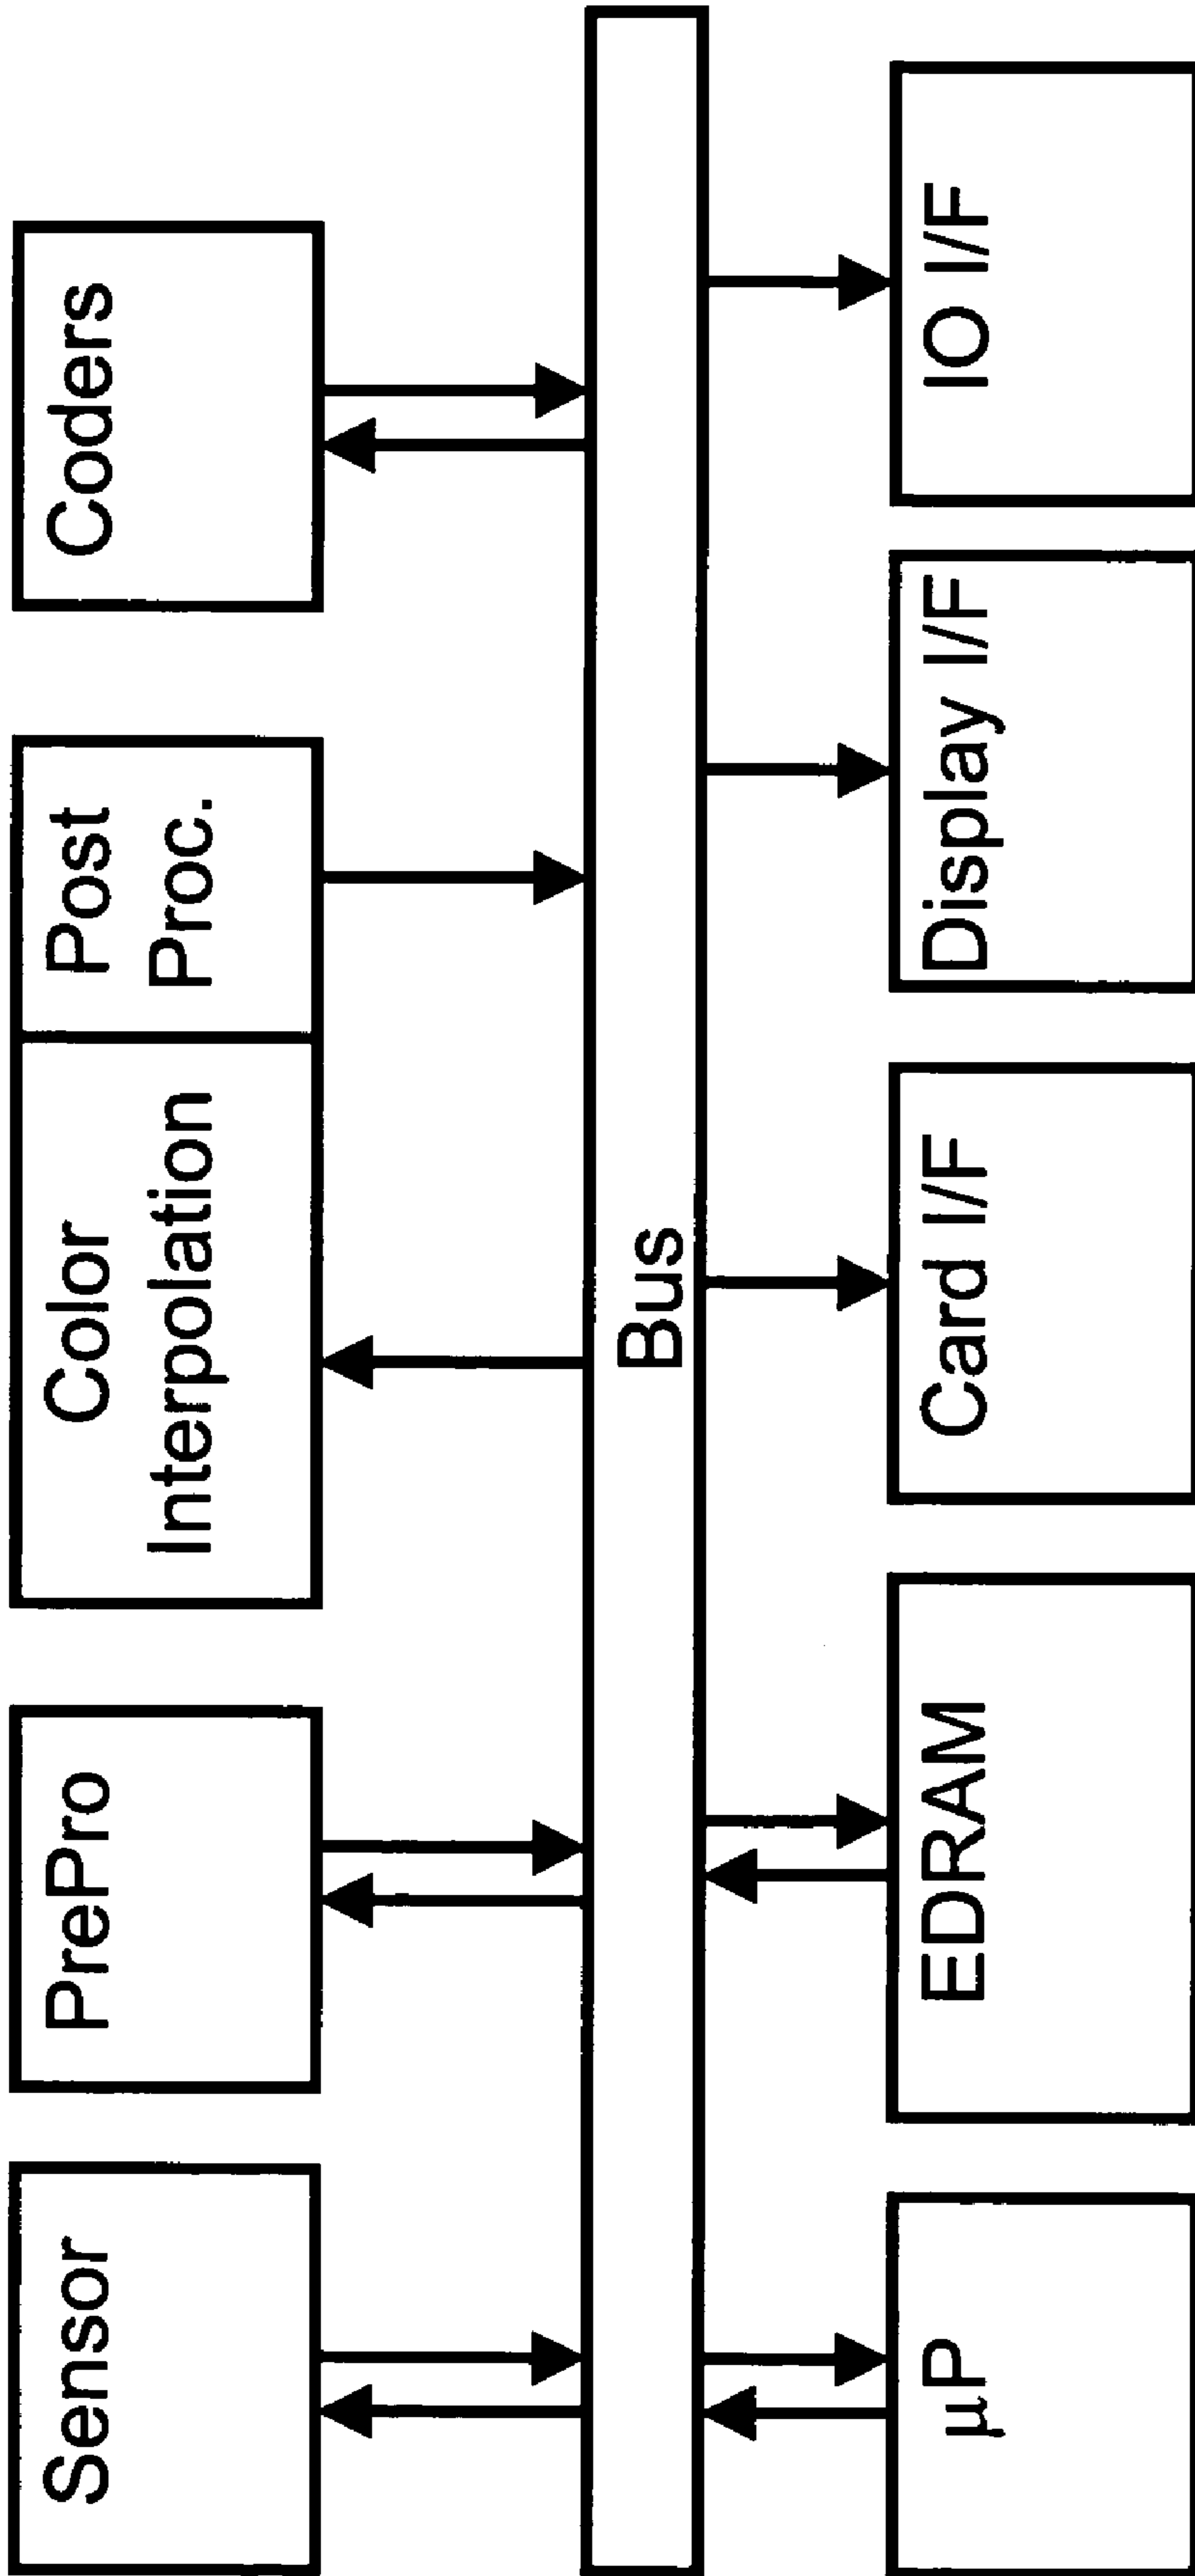 Sensor
PrePro
Color
Interpolation
Post
Proc.
Coders
Bus
μP
EDRAM
Card I/F
Display I/F
IO I/F